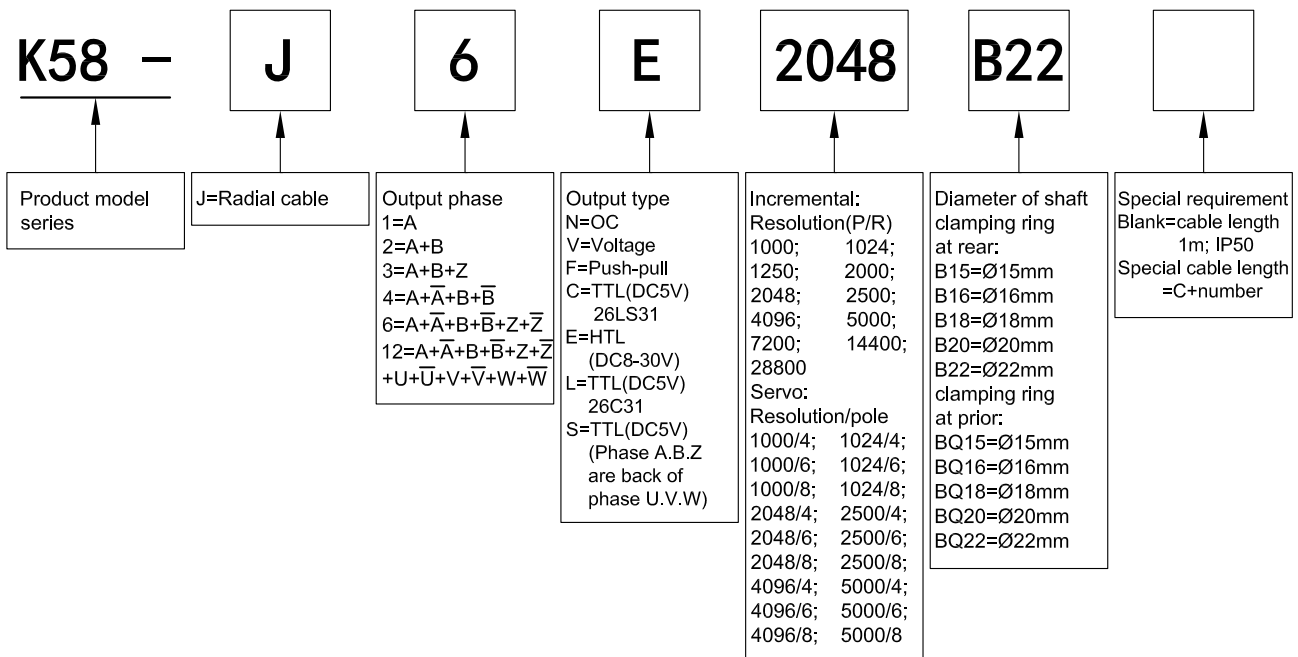 K58 - J 6 E 2048 B22
Product model
series
J=Radial cable
Output phase
1=A
2=A+B
3=A+B+Z
4=A+A̅+B+B̅
6=A+A̅+B+B̅+Z+Z̅
12=A+A̅+B+B̅+Z+Z̅
+U+U̅+V+V̅+W+W̅
Output type
N=OC
V=Voltage
F=Push-pull
C=TTL(DC5V)
26LS31
E=HTL
(DC8-30V)
L=TTL(DC5V)
26C31
S=TTL(DC5V)
(Phase A.B.Z
are back of
phase U.V.W)
Incremental:
Resolution(P/R)
1000; 1024;
1250; 2000;
2048; 2500;
4096; 5000;
7200; 14400;
28800
Servo:
Resolution/pole
1000/4; 1024/4;
1000/6; 1024/6;
1000/8; 1024/8;
2048/4; 2500/4;
2048/6; 2500/6;
2048/8; 2500/8;
4096/4; 5000/4;
4096/6; 5000/6;
4096/8; 5000/8
Diameter of shaft
clamping ring
at rear:
B15=Ø15mm
B16=Ø16mm
B18=Ø18mm
B20=Ø20mm
B22=Ø22mm
clamping ring
at prior:
BQ15=Ø15mm
BQ16=Ø16mm
BQ18=Ø18mm
BQ20=Ø20mm
BQ22=Ø22mm
Special requirement
Blank=cable length
1m; IP50
Special cable length
=C+number